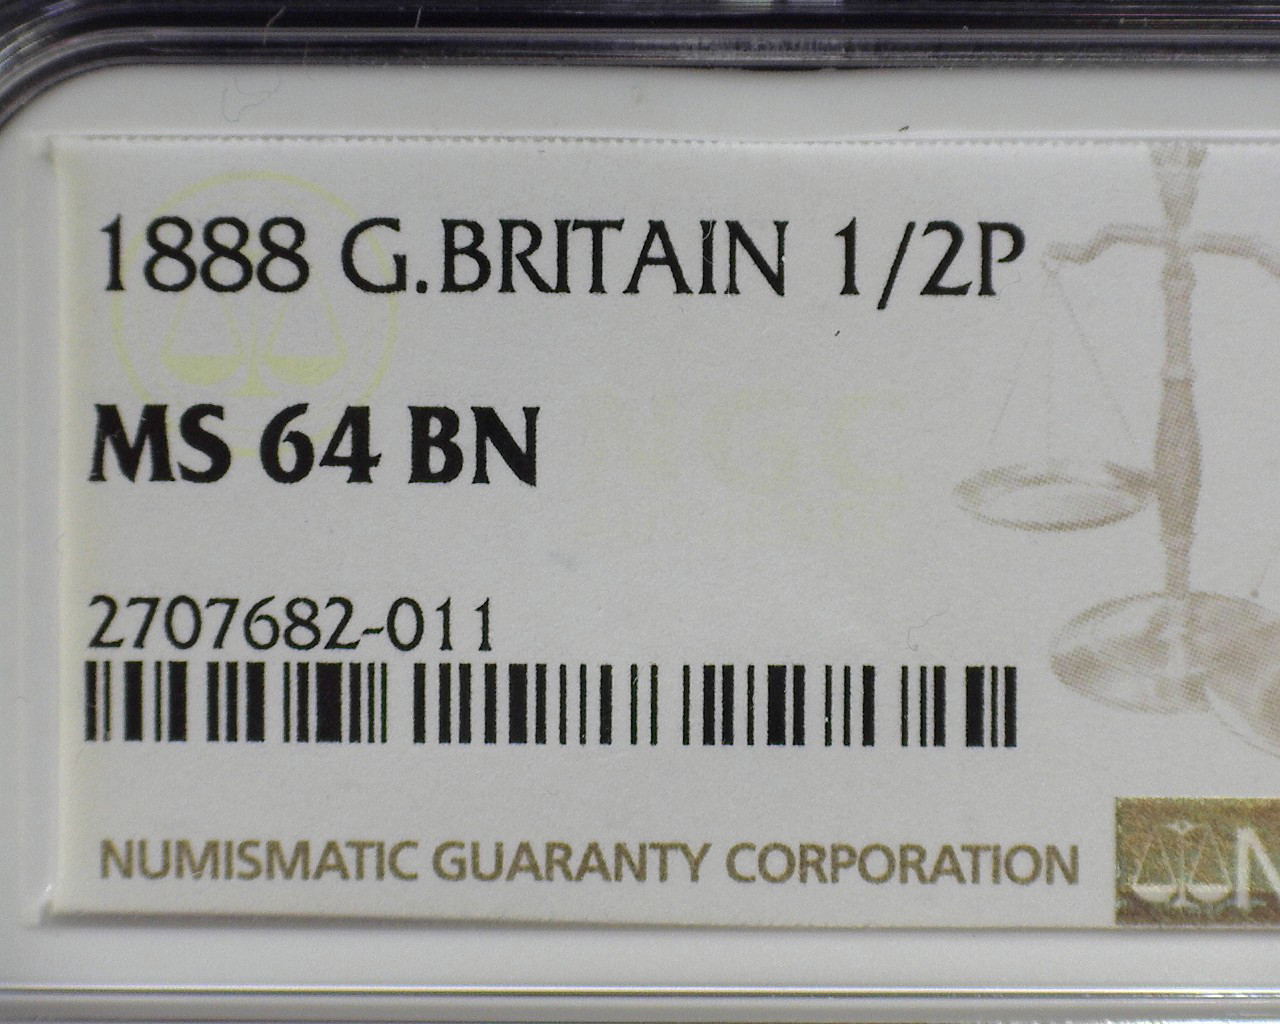 1888 G.BRITAIN 1/2P
MS 64 BN
2707682-011
NUMISMATIC GUARANTY CORPORATION
N